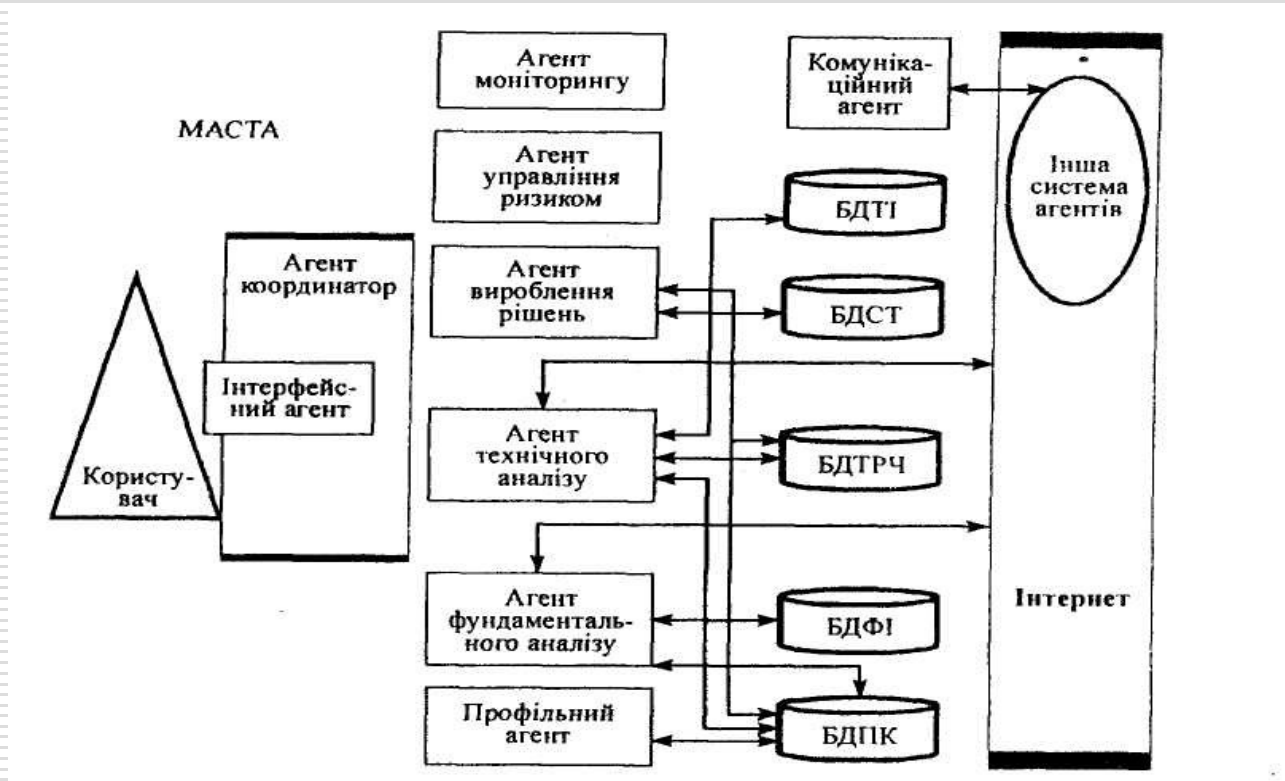 МАСТА
Агент
моніторингу
Агент
управління
ризиком
Агент
вироблення
рішень
Агент
технічного
аналізу
Агент
фундаменталь-
ного аналізу
Профільний
агент
Агент
координатор
Інтерфейс-
ний агент
Користу-
вач
Комуніка-
ційний
агент
БДТІ
БДСТ
БДТРЧ
БДФІ
БДПК
Інша
система
агентів
Інтернет